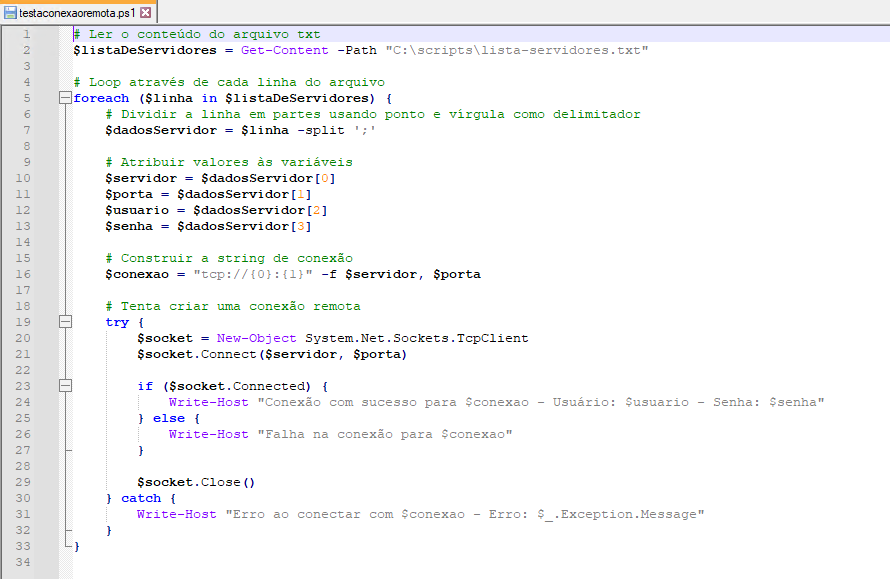 testaconexaoremota.ps1
1 # Ler o conteúdo do arquivo txt
2 $listaDeServidores = Get-Content -Path "C:\scripts\lista-servidores.txt"
3
4 # Loop através de cada linha do arquivo
5 foreach ($linha in $listaDeServidores) {
6     # Dividir a linha em partes usando ponto e vírgula como delimitador
7     $dadosServidor = $linha -split ';'
8
9     # Atribuir valores às variáveis
10     $servidor = $dadosServidor[0]
11     $porta = $dadosServidor[1]
12     $usuario = $dadosServidor[2]
13     $senha = $dadosServidor[3]
14
15     # Construir a string de conexão
16     $conexao = "tcp://{0}:{1}" -f $servidor, $porta
17
18     # Tenta criar uma conexão remota
19     try {
20         $socket = New-Object System.Net.Sockets.TcpClient
21         $socket.Connect($servidor, $porta)
22
23         if ($socket.Connected) {
24             Write-Host "Conexão com sucesso para $conexao - Usuário: $usuario - Senha: $senha"
25         } else {
26             Write-Host "Falha na conexão para $conexao"
27         }
28
29         $socket.Close()
30     } catch {
31         Write-Host "Erro ao conectar com $conexao - Erro: $_.Exception.Message"
32     }
33 }
34